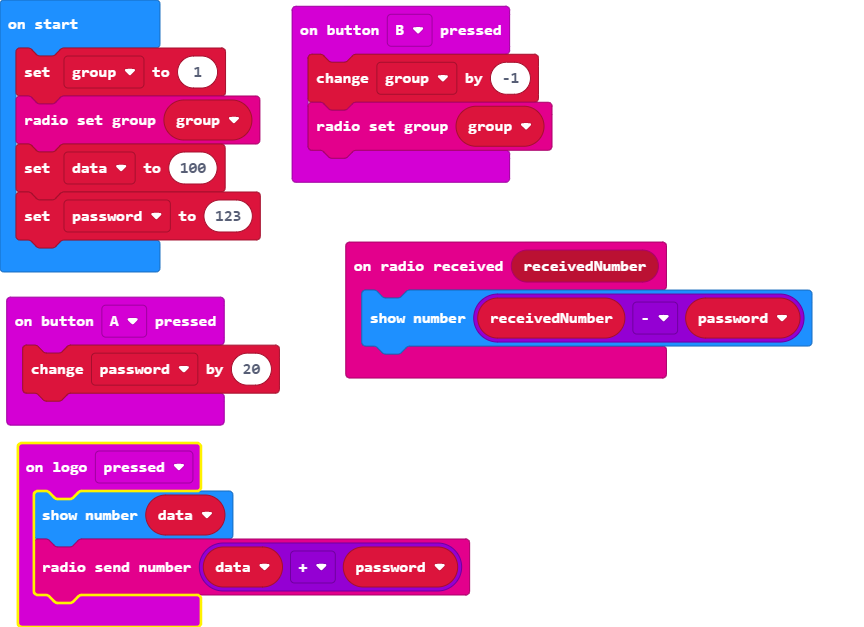 on start
set group to 1
radio set group group
set data to 100
set password to 123
on button B pressed
change group by -1
radio set group group
on radio received receivedNumber
show number receivedNumber - password
on button A pressed
change password by 20
on logo pressed
show number data
radio send number data + password